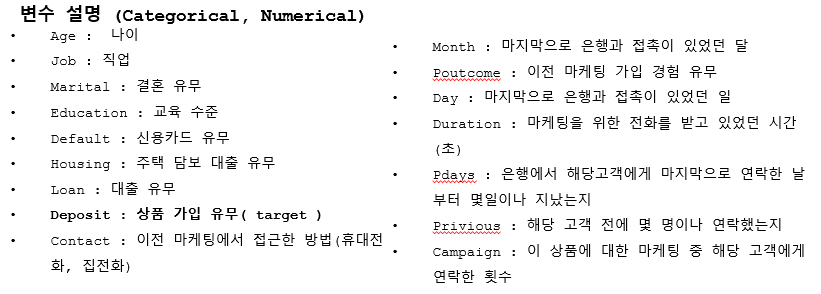 변수 설명 (Categorical, Numerical)
• Age : 나이
• Job : 직업
• Marital : 결혼 유무
• Education : 교육 수준
• Default : 신용카드 유무
• Housing : 주택 담보 대출 유무
• Loan : 대출 유무
• Deposit : 상품 가입 유무( target )
• Contact : 이전 마케팅에서 접근한 방법(휴대전
화, 집전화)
• Month : 마지막으로 은행과 접촉이 있었던 달
• Poutcome : 이전 마케팅 가입 경험 유무
• Day : 마지막으로 은행과 접촉이 있었던 일
• Duration : 마케팅을 위한 전화를 받고 있었던 시간
(초)
• Pdays : 은행에서 해당고객에게 마지막으로 연락한 날
부터 몇일이나 지났는지
• Privious : 해당 고객 전에 몇 명이나 연락했는지
• Campaign : 이 상품에 대한 마케팅 중 해당 고객에게
연락한 횟수